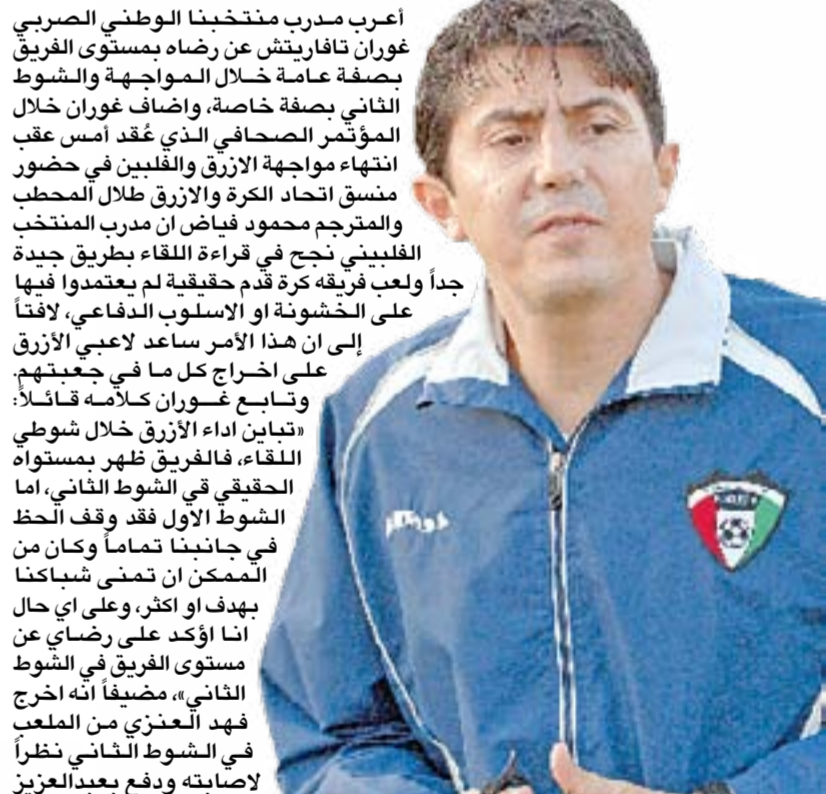 أعرب مدرب منتخبنا الوطني الصربي
غوران تافاريتش عن رضاه بمستوى الفريق
بصفة عامة خلال المواجهة والشوط
الثاني بصفة خاصة، واضاف غوران خلال
المؤتمر الصحافي الذي عُقد أمس عقب
انتهاء مواجهة الازرق والفلبين في حضور
منسق اتحاد الكرة والازرق طلال المحطب
والمترجم محمود فياض ان مدرب المنتخب
الفلبيني نجح في قراءة اللقاء بطريق جيدة
جداً ولعب فريقه كرة قدم حقيقية لم يعتمدوا فيها
على الخشونة او الاسلوب الدفاعي، لافتاً
إلى ان هذا الأمر ساعد لاعبي الأزرق
على اخراج كل ما في جعبتهم.
وتابع غوران كلامه قائلاً:
«تباين اداء الأزرق خلال شوطي
اللقاء، فالفريق ظهر بمستواه
الحقيقي قي الشوط الثاني، اما
الشوط الاول فقد وقف الحظ
في جانبنا تماماً وكان من
الممكن ان تمنى شباكنا
بهدف او اكثر، وعلى اي حال
انا اؤكد على رضاي عن
مستوى الفريق في الشوط
الثاني»، مضيفاً انه اخرج
فهد العنزي من الملعب
في الشوط الثاني نظراً
لاصابته ودفع بعبدالعزيز